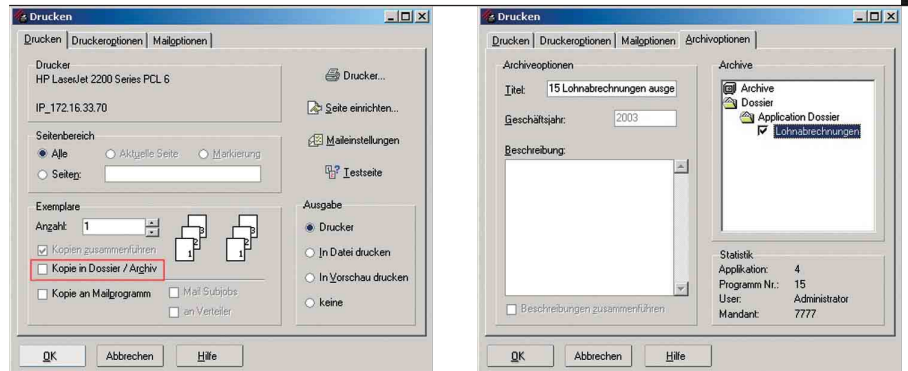 Drucken
Drucken Druckeroptionen Mailoptionen
Drucker
HP LaserJet 2200 Series PCL 6
IP_172.16.33.70
Drucker...
Seite einrichten...
Maileinstellungen
Testseite
Seitenbereich
Alle Aktuelle Seite Markierung
Seiten:
Exemplare
Anzahl: 1
Kopien zusammenführen
Kopie in Dossier / Archiv
Kopie an Mailprogramm Mail Subjobs
an Verteiler
Ausgabe
Drucker
In Datei drucken
In Vorschau drucken
keine
OK Abbrechen Hilfe
Drucken
Drucken Druckeroptionen Mailoptionen Archivoptionen
Archiveoptionen
Titel: 15 Lohnabrechnungen ausge
Geschäftsjahr: 2003
Beschreibung:
Beschreibungen zusammenführen
Archive
Archive
Dossier
Application Dossier
Lohnabrechnungen
Statistik
Applikation: 4
Programm Nr.: 15
User: Administrator
Mandant: 7777
OK Abbrechen Hilfe